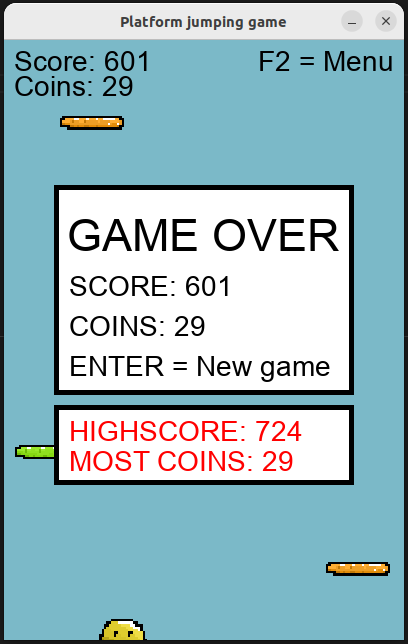 Platform jumping game
Score: 601
F2 = Menu
Coins: 29
GAME OVER
SCORE: 601
COINS: 29
ENTER = New game
HIGHSCORE: 724
MOST COINS: 29